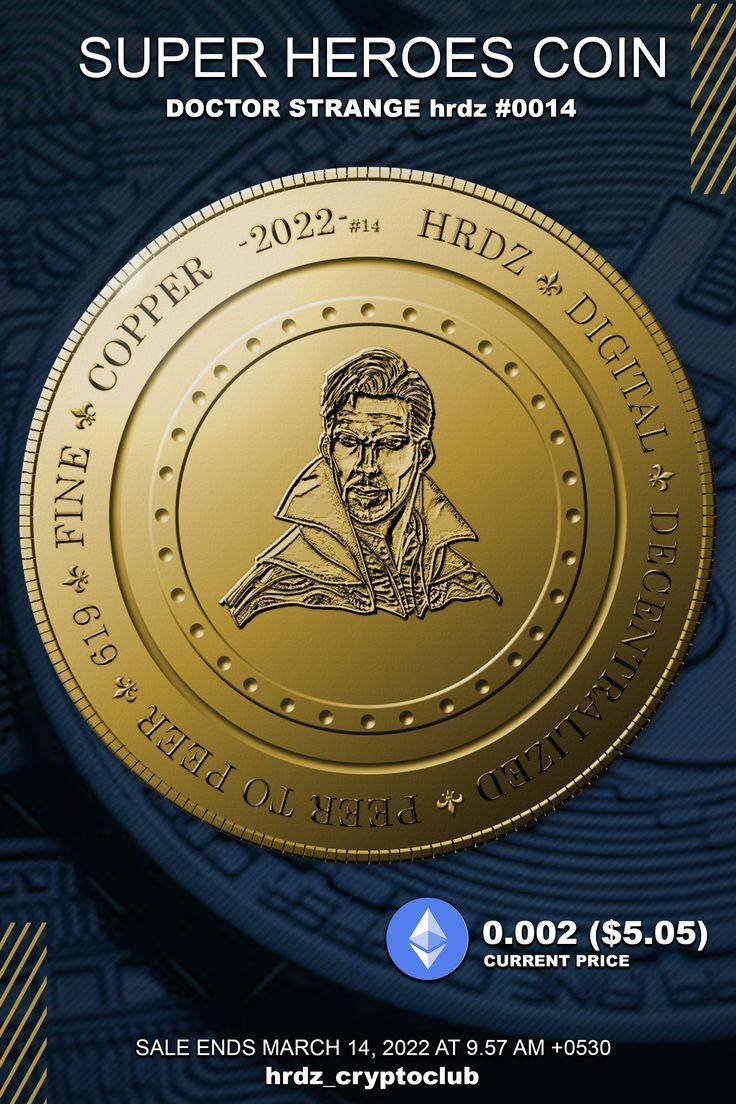 SUPER HEROES COIN
DOCTOR STRANGE hrdz #0014
-2022-#14
HRDZ
DIGITAL
DECENTRALIZED
PEER TO PEER
619
FINE
COPPER
0.002 ($5.05)
CURRENT PRICE
SALE ENDS MARCH 14, 2022 AT 9.57 AM +0530
hrdz_cryptoclub